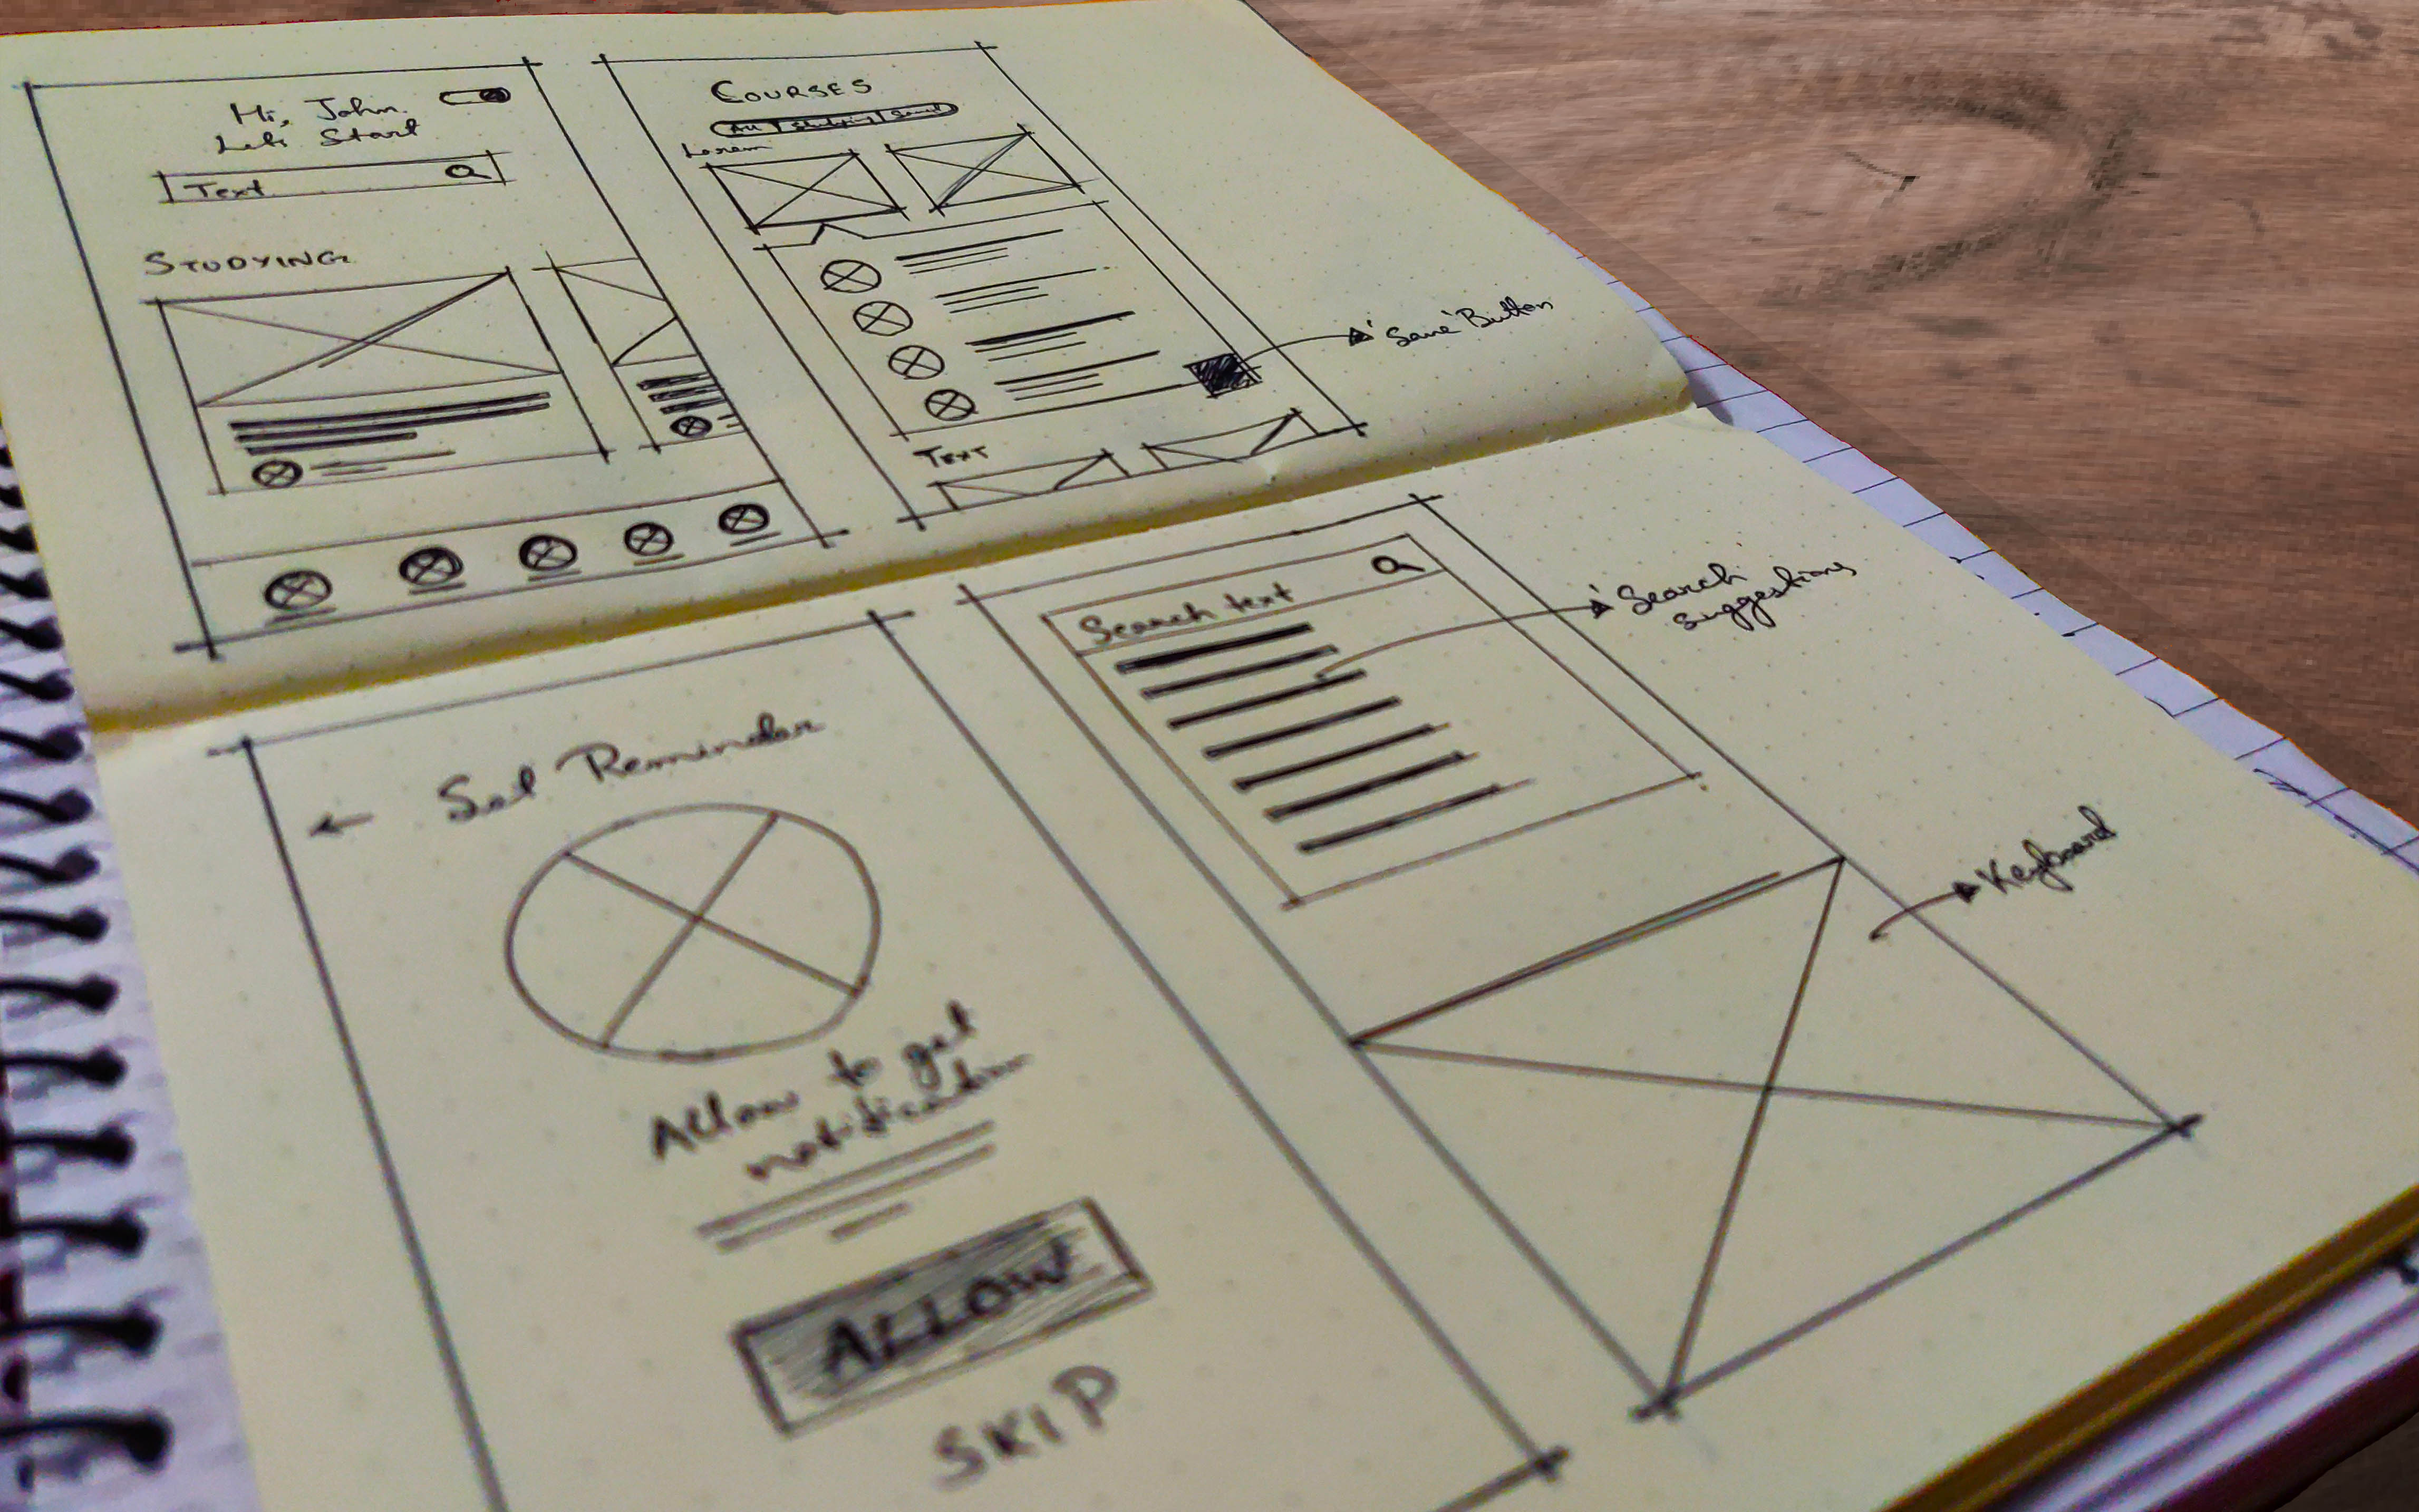 Hi, John.
Let's Start
Text
STUDYING
COURSES
All | Studying | Saved
Lorem
'Save' Button
Text
Set Reminder
Allow to get
notification
ALLOW
SKIP
Search text
'Search
suggestions
Keyboard